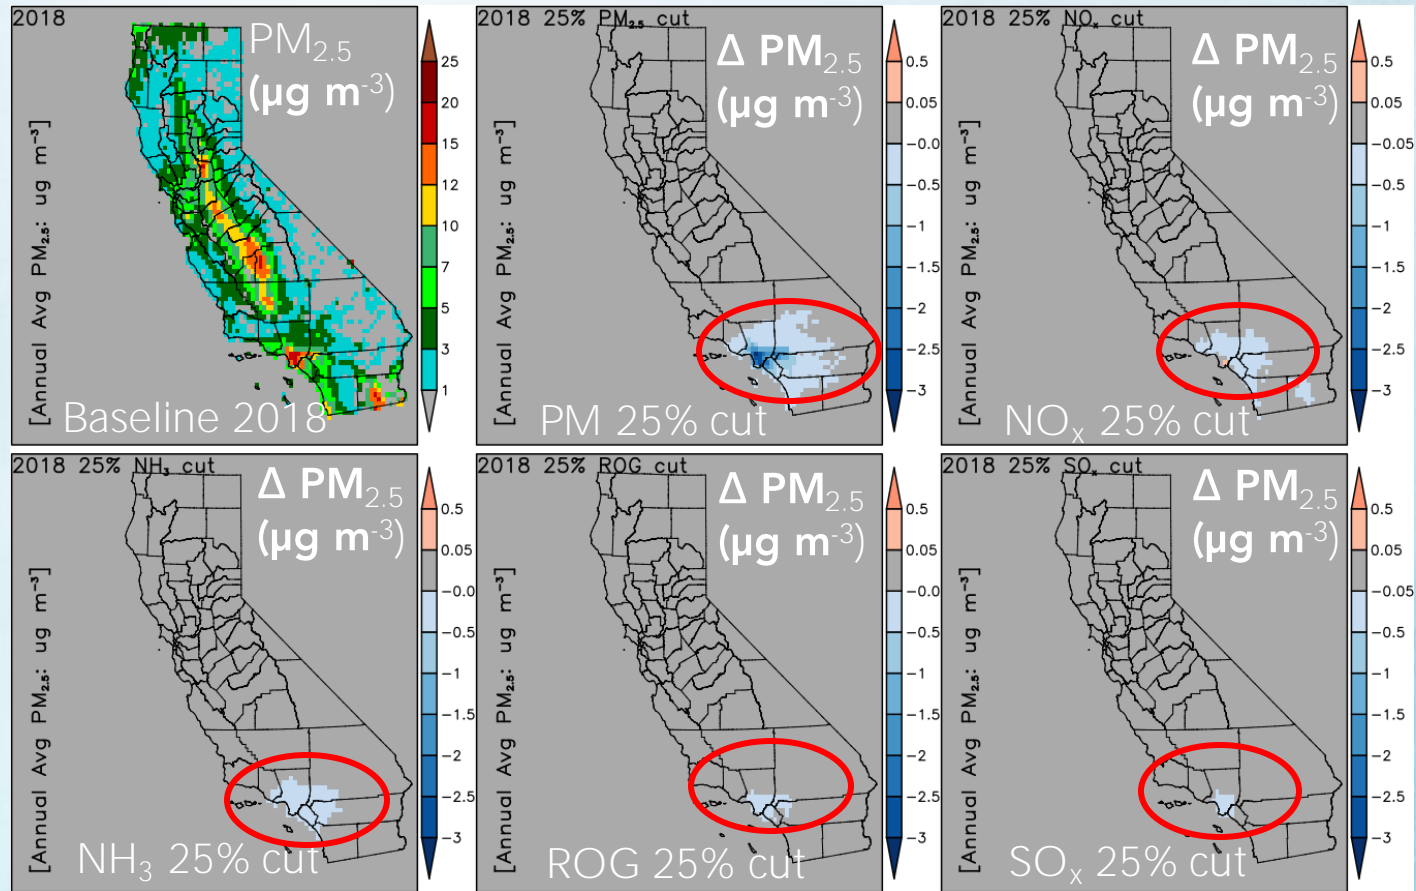 2018
PM2.5
(µg m-3)
[Annual Avg PM2.5: ug m-3]
Baseline 2018
25
20
15
12
10
7
5
3
1
2018 25% PM2.5 cut
Δ PM2.5
(µg m-3)
[Annual Avg PM2.5: ug m-3]
PM 25% cut
0.5
0.05
-0.0
-0.5
-1
-1.5
-2
-2.5
-3
2018 25% NOx cut
Δ PM2.5
(µg m-3)
[Annual Avg PM2.5: ug m-3]
NOx 25% cut
0.5
0.05
-0.05
-0.5
-1
-1.5
-2
-2.5
-3
2018 25% NH3 cut
Δ PM2.5
(µg m-3)
[Annual Avg PM2.5: ug m-3]
NH3 25% cut
0.5
0.05
-0.0
-0.5
-1
-1.5
-2
-2.5
-3
2018 25% ROG cut
Δ PM2.5
(µg m-3)
[Annual Avg PM2.5: ug m-3]
ROG 25% cut
0.5
0.05
-0.0
-0.5
-1
-1.5
-2
-2.5
-3
2018 25% SOx cut
Δ PM2.5
(µg m-3)
[Annual Avg PM2.5: ug m-3]
SOx 25% cut
0.5
0.05
-0.05
-0.5
-1
-1.5
-2
-2.5
-3